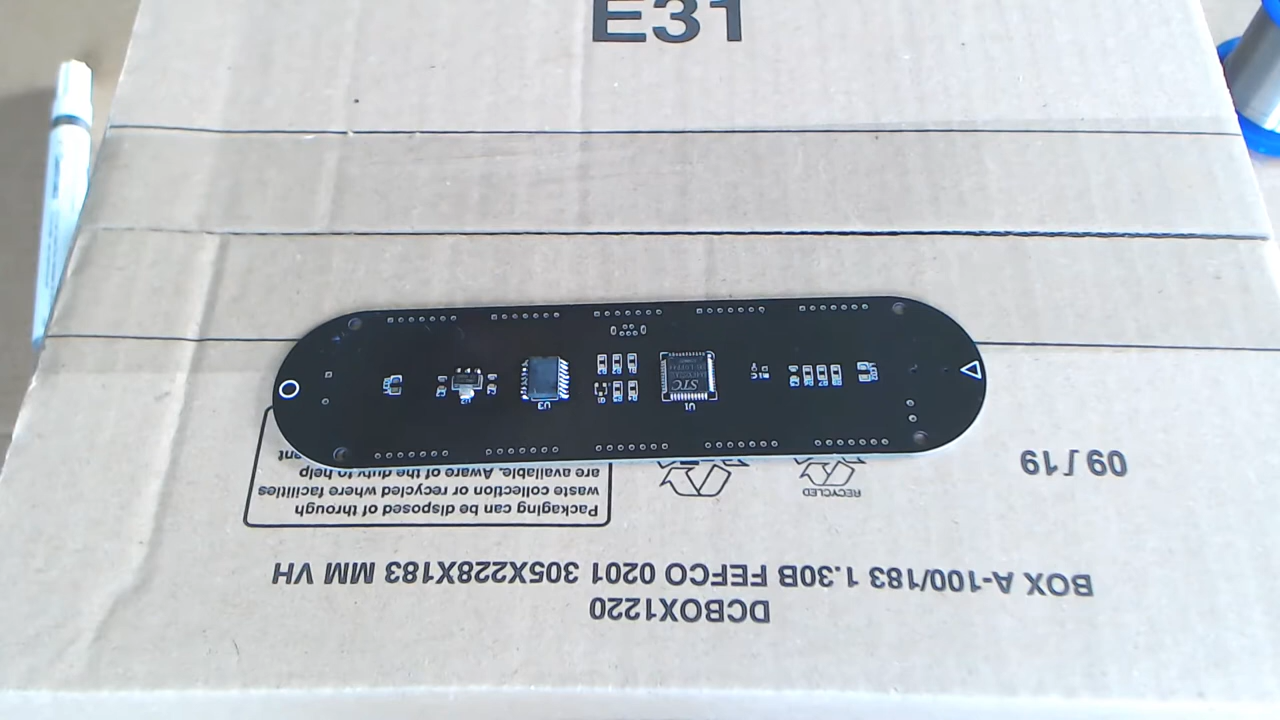 E31
U3
U1
STC
09 19
RECYCLED
Packaging can be disposed of through
waste collection or recycled where facilities
are available. Aware of the duty to help
BOX A-100/183 1.30B FEFCO 0201 305X228X183 MM VH
DCBOX1220